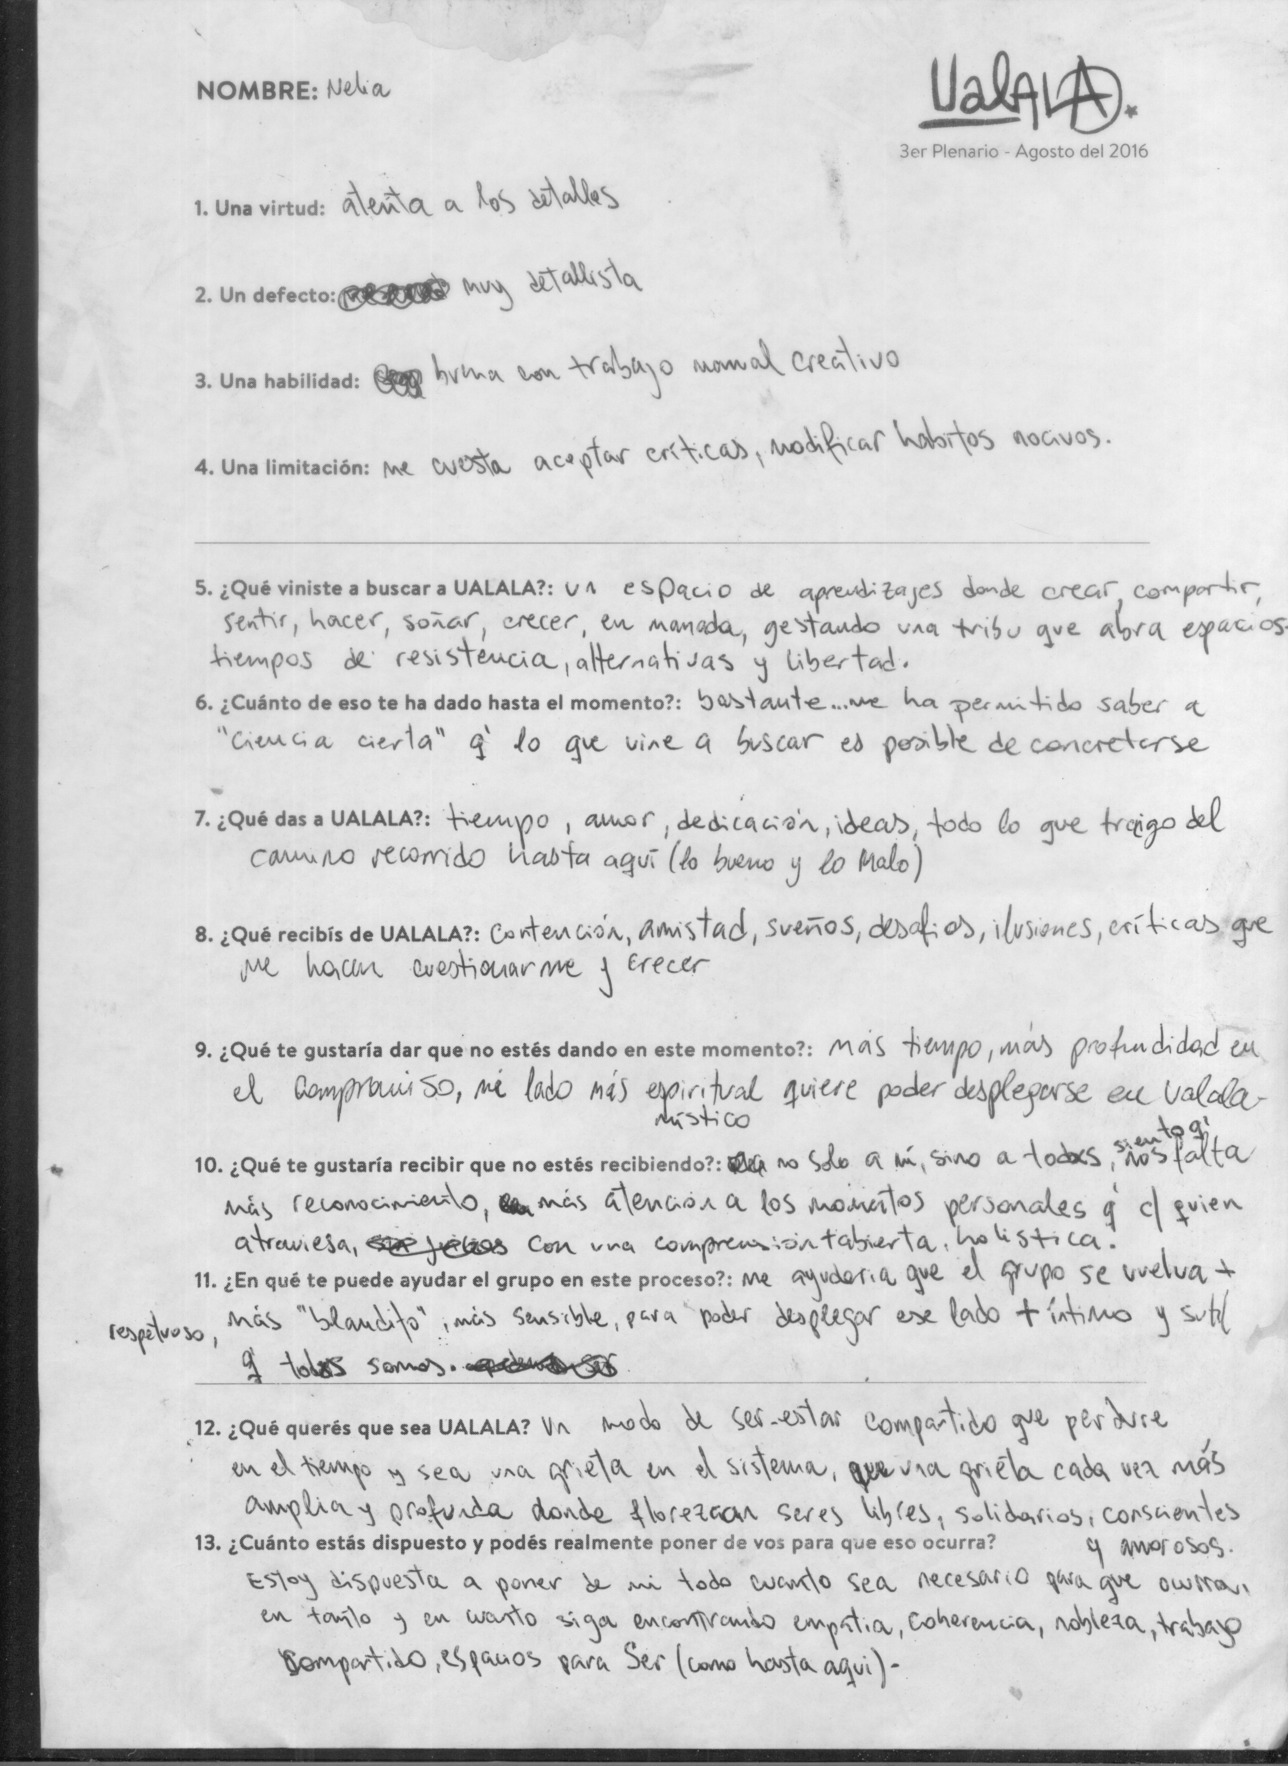 NOMBRE: Nelia
UalALA.
3er Plenario - Agosto del 2016
1. Una virtud: atenta a los detalles
2. Un defecto: muy detallista
3. Una habilidad: buena con trabajo manual creativo
4. Una limitación: me cuesta aceptar críticas, modificar habitos nocivos.
5. ¿Qué viniste a buscar a UALALA?: un espacio de aprendizajes donde crear, compartir,
sentir, hacer, soñar, crecer, en manada, gestando una tribu que abra espacios-
tiempos de resistencia, alternativas y libertad.
6. ¿Cuánto de eso te ha dado hasta el momento?: bastante...me ha permitido saber a
"ciencia cierta" q' lo que vine a buscar es posible de concretarse
7. ¿Qué das a UALALA?: tiempo, amor, dedicación, ideas, todo lo que traigo del
camino recorrido hasta aquí (lo bueno y lo malo)
8. ¿Qué recibís de UALALA?: contención, amistad, sueños, desafios, ilusiones, críticas que
me hacen cuestionarme y crecer
9. ¿Qué te gustaría dar que no estés dando en este momento?: más tiempo, más profundidad en
el compromiso, mi lado más espiritual quiere poder desplegarse en Ualala-
místico
siento q'
10. ¿Qué te gustaría recibir que no estés recibiendo?: no solo a mí, sino a todxs, nos falta
más reconocimiento, más atención a los momentos personales q' c/ quien
atraviesa, con una comprensión + abierta, holistica.
11. ¿En qué te puede ayudar el grupo en este proceso?: me ayudaria que el grupo se vuelva +
respetuoso, más "blandito", más sensible, para poder desplegar ese lado + íntimo y sutil
q' todxs somos.
12. ¿Qué querés que sea UALALA? Un modo de ser-estar compartido que perdure
en el tiempo y sea una grieta en el sistema, una grieta cada vez más
amplia y profunda donde florezcan seres libres, solidarios, conscientes
y amorosos.
13. ¿Cuánto estás dispuesto y podés realmente poner de vos para que eso ocurra?
Estoy dispuesta a poner de mi todo cuanto sea necesario para que ocurra,
en tanto y en cuanto siga encontrando empatia, coherencia, nobleza, trabajo
compartido, espacios para Ser (como hasta aqui)-